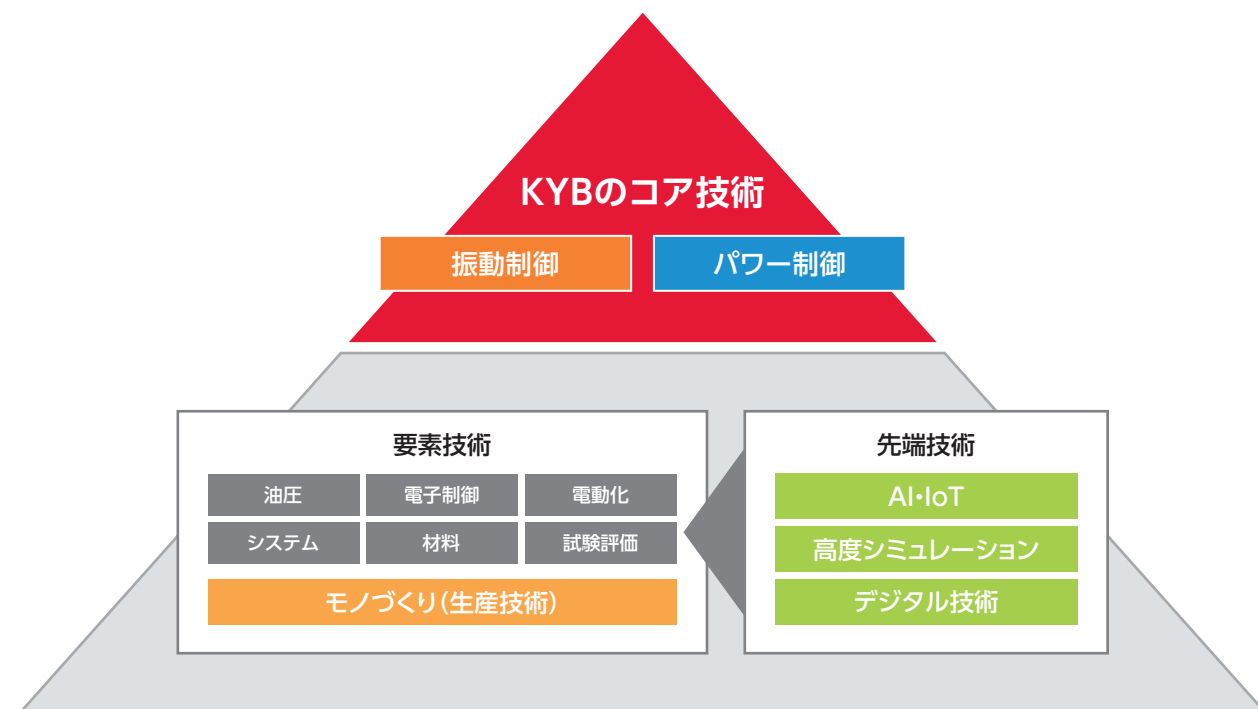 KYBのコア技術
振動制御
パワー制御
要素技術
油圧
電子制御
電動化
システム
材料
試験評価
モノづくり(生産技術)
先端技術
AI・IoT
高度シミュレーション
デジタル技術